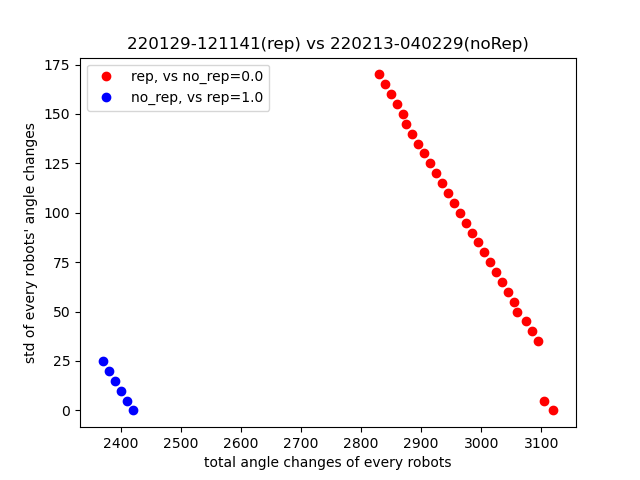 220129-121141(rep) vs 220213-040229(noRep)
rep, vs no_rep=0.0
no_rep, vs rep=1.0
std of every robots' angle changes
175
150
125
100
75
50
25
0
2400 2500 2600 2700 2800 2900 3000 3100
total angle changes of every robots